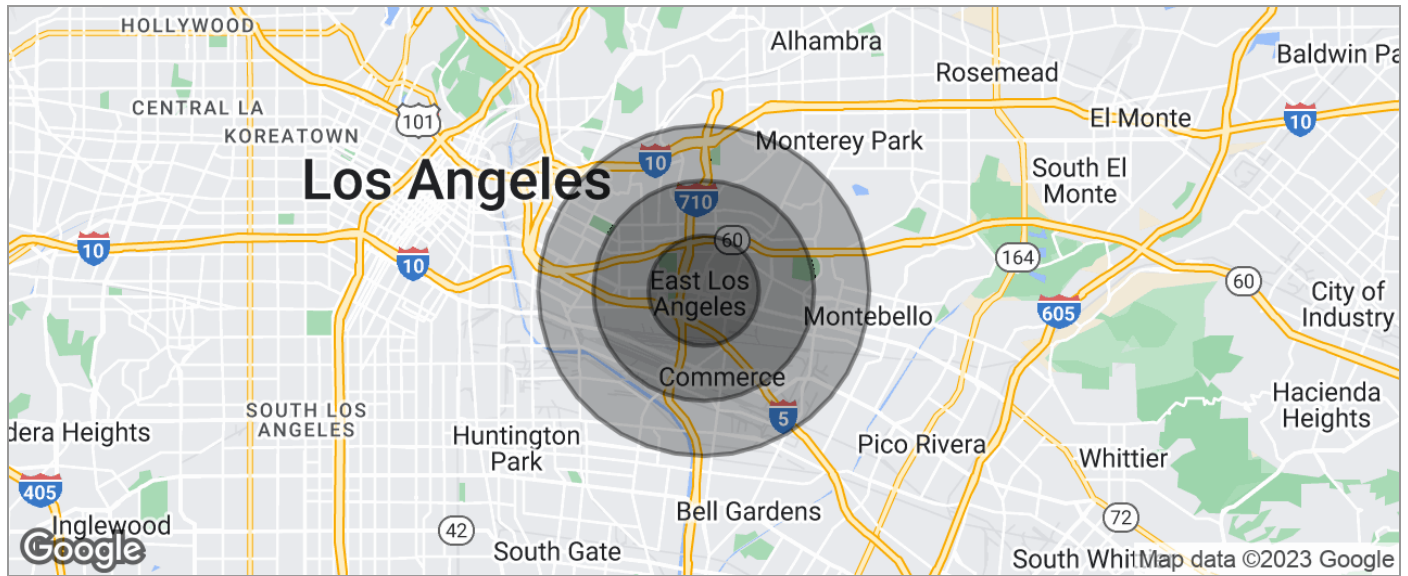 HOLLYWOOD
Alhambra
Baldwin Pa
Rosemead
CENTRAL LA
101
El Monte
10
KOREATOWN
Monterey Park
10
South El
Monte
Los Angeles
710
60
10
10
164
East Los
Angeles
60
605
City of
Industry
Montebello
Commerce
5
Hacienda
Heights
SOUTH LOS
ANGELES
dera Heights
Huntington
Park
Pico Rivera
Whittier
405
Bell Gardens
72
Inglewood
42
South Gate
Google
South Whit
Map data ©2023 Google